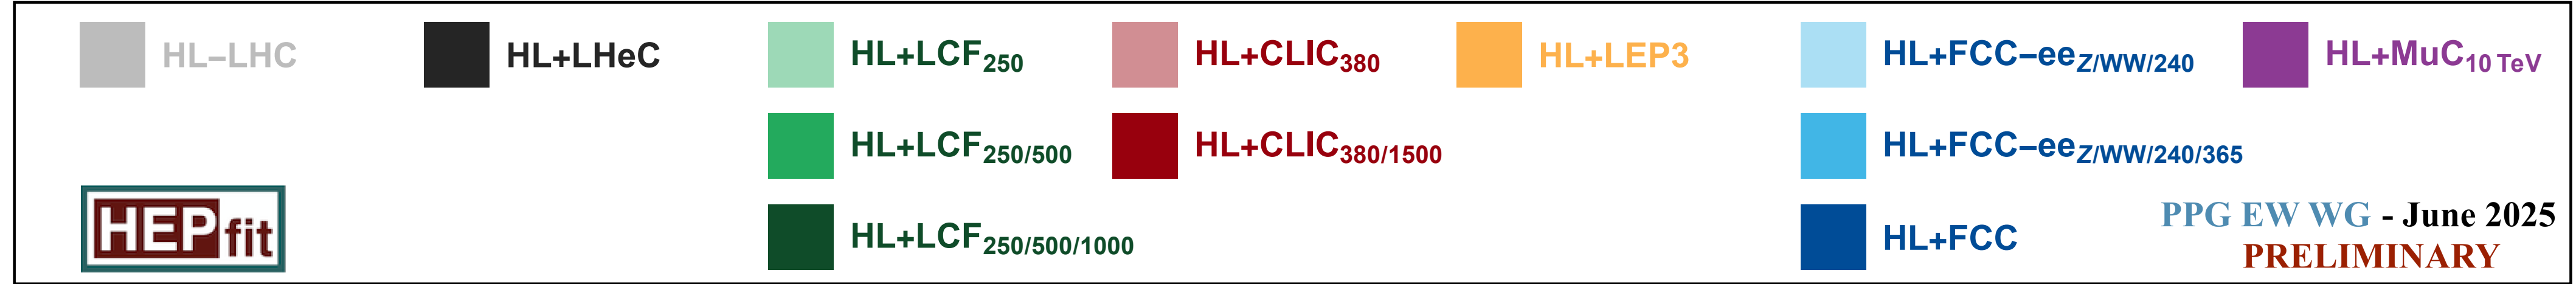 HL–LHC HL+LHeC HL+LCF250 HL+CLIC380 HL+LEP3 HL+FCC–eeZ/WW/240 HL+MuC10 TeV
HL+LCF250/500 HL+CLIC380/1500 HL+FCC–eeZ/WW/240/365
HEPfit HL+LCF250/500/1000 HL+FCC PPG EW WG - June 2025
PRELIMINARY